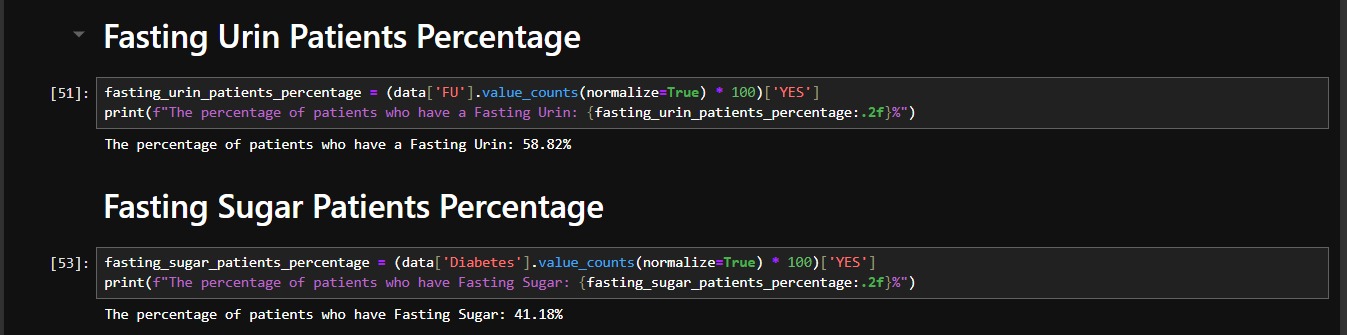 Fasting Urin Patients Percentage
[51]: fasting_urin_patients_percentage = (data['FU'].value_counts(normalize=True) * 100)['YES']
print(f"The percentage of patients who have a Fasting Urin: {fasting_urin_patients_percentage:.2f}%")
The percentage of patients who have a Fasting Urin: 58.82%
Fasting Sugar Patients Percentage
[53]: fasting_sugar_patients_percentage = (data['Diabetes'].value_counts(normalize=True) * 100)['YES']
print(f"The percentage of patients who have Fasting Sugar: {fasting_sugar_patients_percentage:.2f}%")
The percentage of patients who have Fasting Sugar: 41.18%